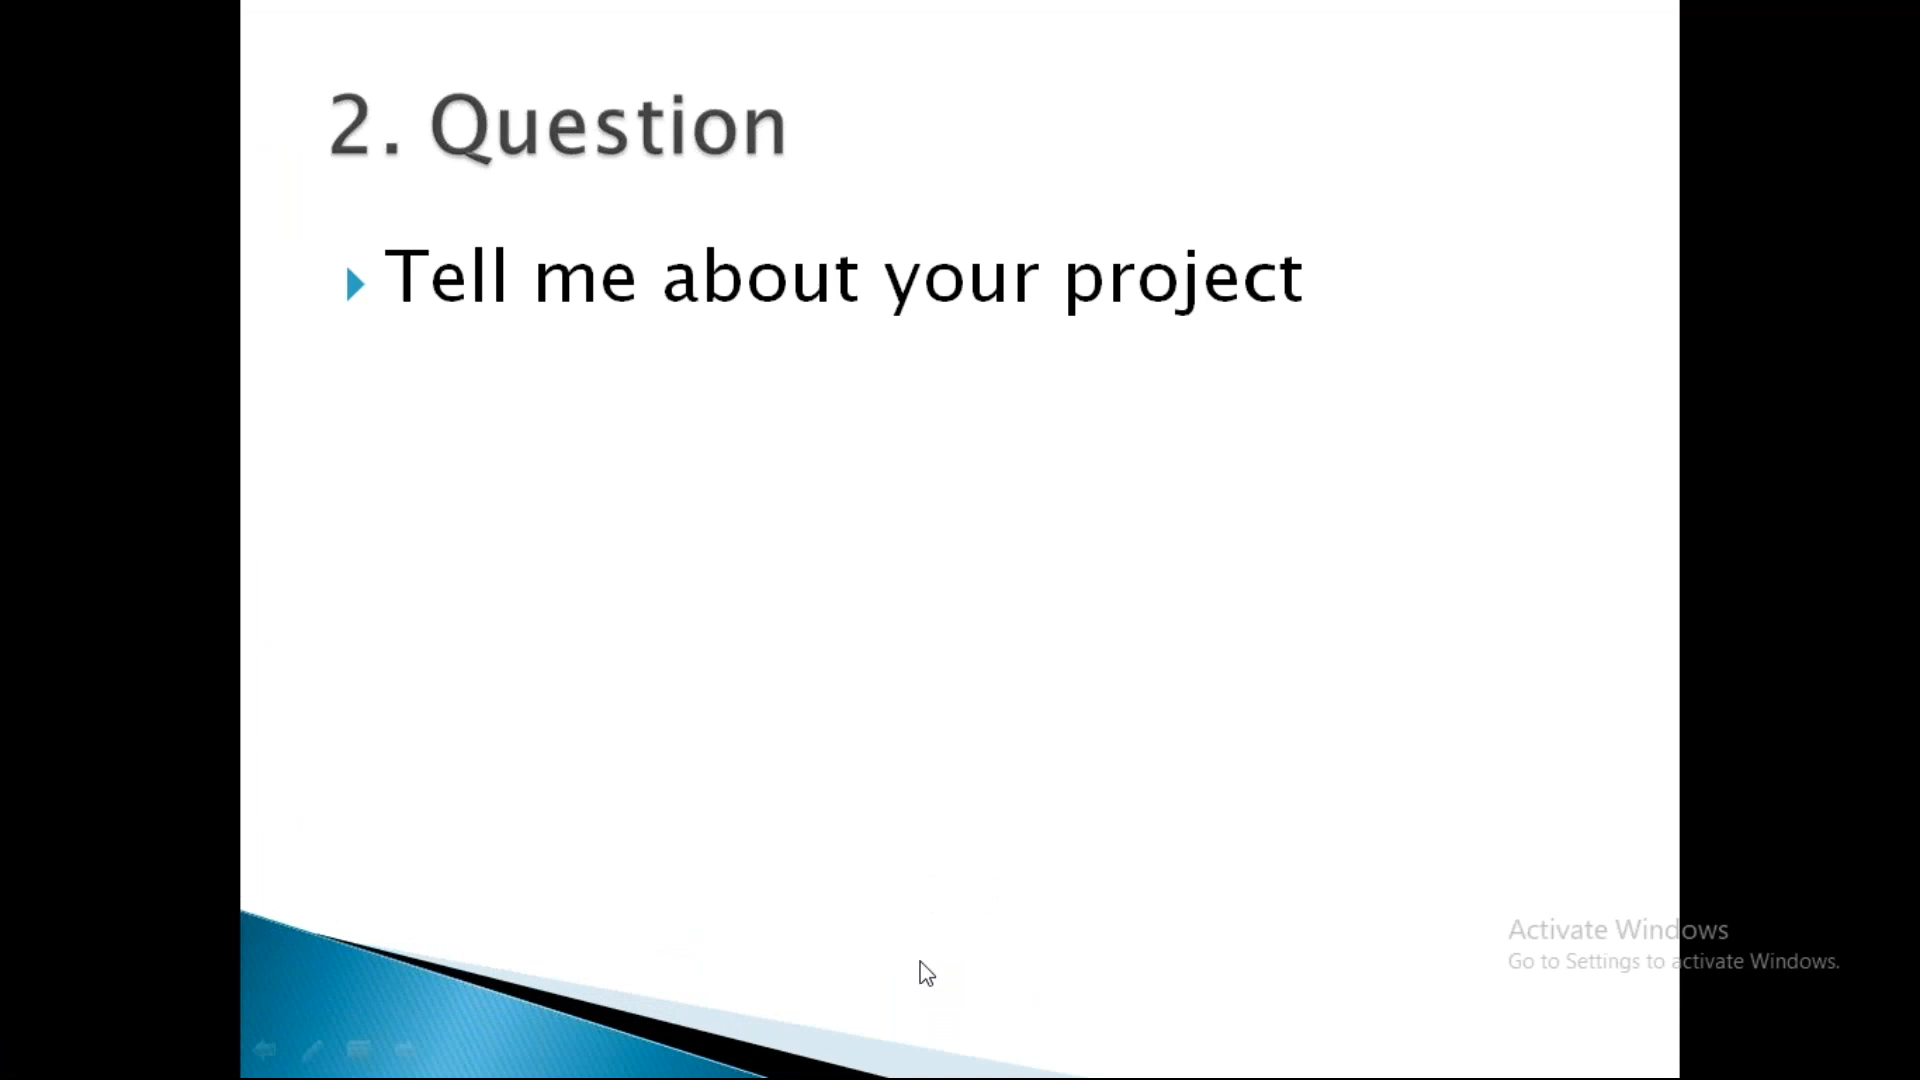 2. Question
Tell me about your project
Activate Windows
Go to Settings to activate Windows.